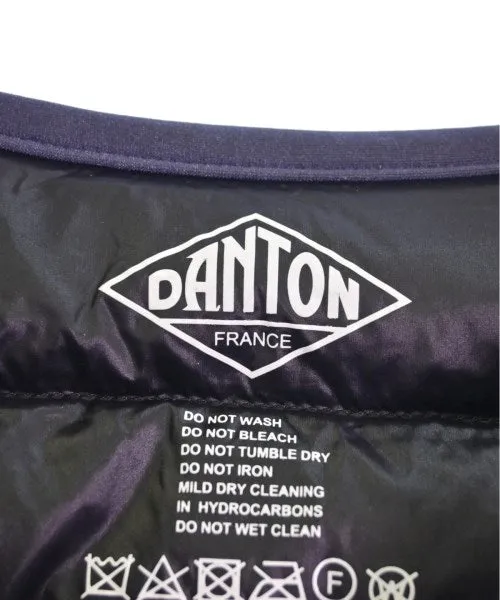 DANTON
FRANCE
DO NOT WASH
DO NOT BLEACH
DO NOT TUMBLE DRY
DO NOT IRON
MILD DRY CLEANING
IN HYDROCARBONS
DO NOT WET CLEAN
F
W